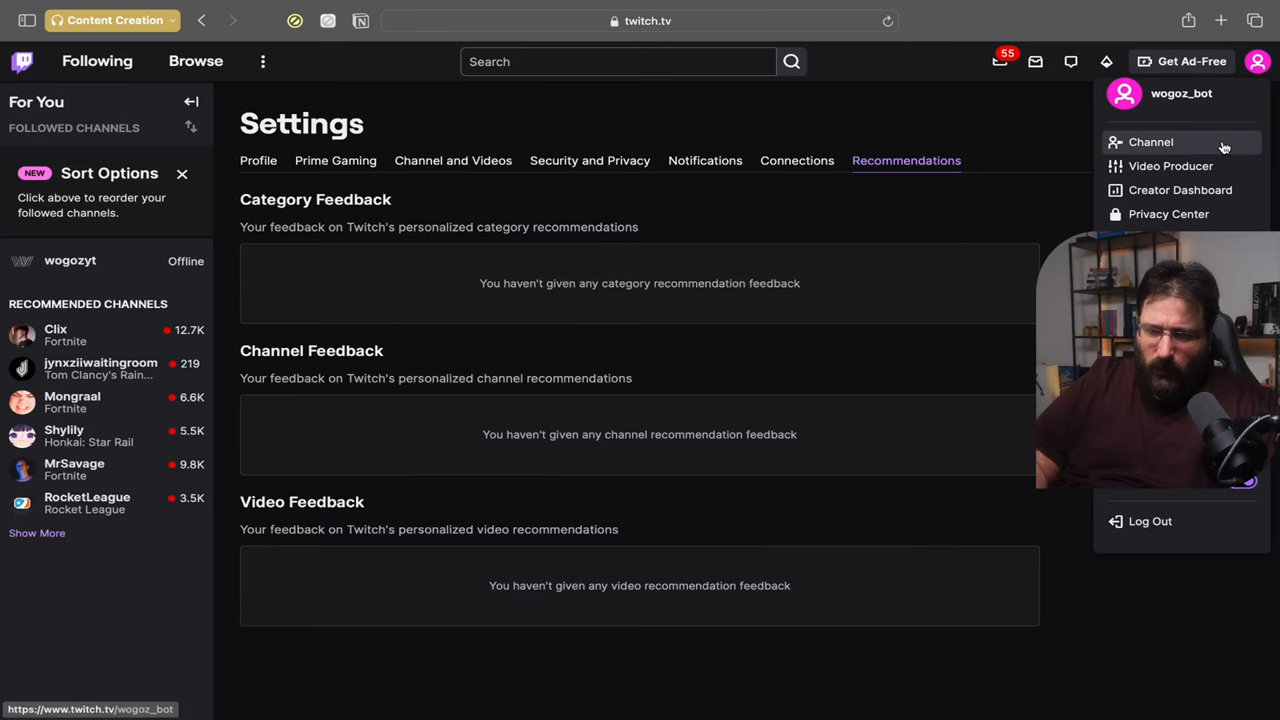 Content Creation
twitch.tv
Following
Browse
Search
55
Get Ad-Free
For You
FOLLOWED CHANNELS
NEW Sort Options
Click above to reorder your
followed channels.
wogozyt
Offline
RECOMMENDED CHANNELS
Clix
12.7K
Fortnite
jynxziiwaitingroom
219
Tom Clancy's Rain...
Mongraal
6.6K
Fortnite
Shylily
5.5K
Honkai: Star Rail
MrSavage
9.8K
Fortnite
RocketLeague
3.5K
Rocket League
Show More
https://www.twitch.tv/wogoz_bot
Settings
Profile
Prime Gaming
Channel and Videos
Security and Privacy
Notifications
Connections
Recommendations
Category Feedback
Your feedback on Twitch's personalized category recommendations
You haven't given any category recommendation feedback
Channel Feedback
Your feedback on Twitch's personalized channel recommendations
You haven't given any channel recommendation feedback
Video Feedback
Your feedback on Twitch's personalized video recommendations
You haven't given any video recommendation feedback
wogoz_bot
Channel
Video Producer
Creator Dashboard
Privacy Center
Log Out